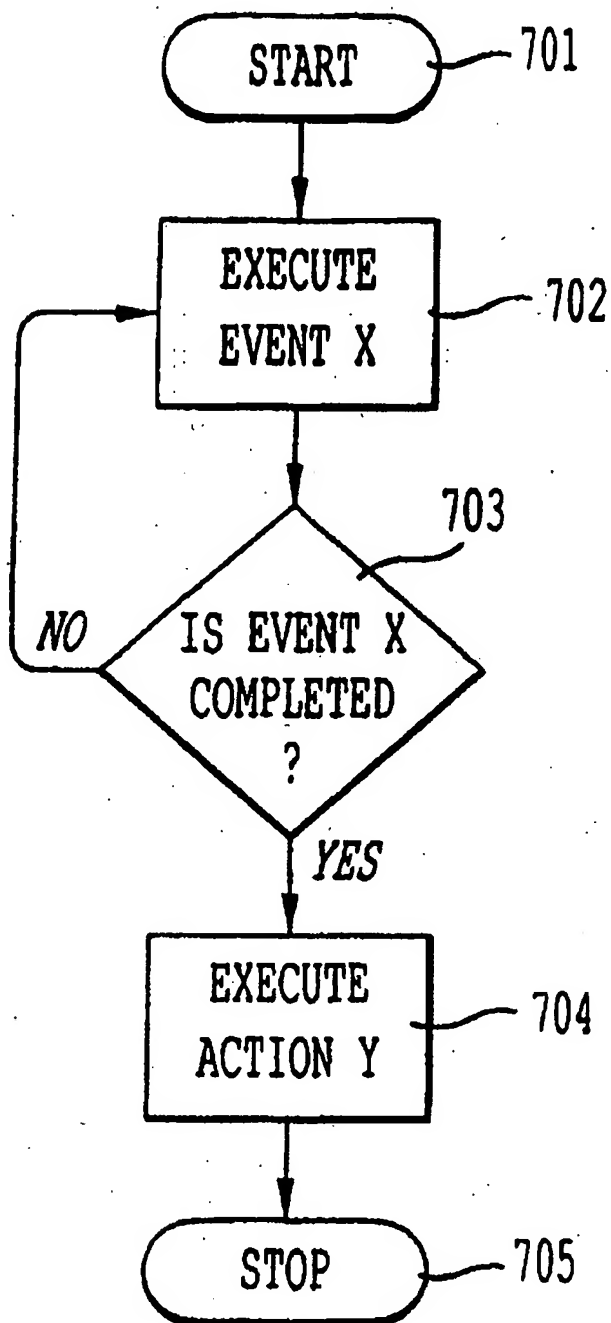 START
701
EXECUTE
EVENT X
702
703
NO
IS EVENT X
COMPLETED
?
YES
EXECUTE
ACTION Y
704
STOP
705